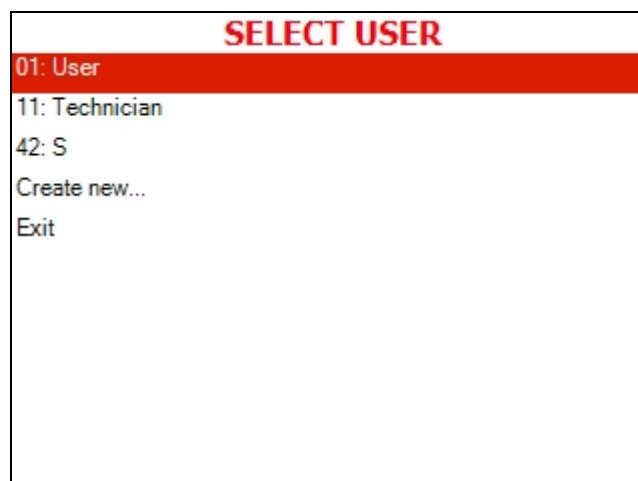 SELECT USER
01: User
11: Technician
42: S
Create new...
Exit